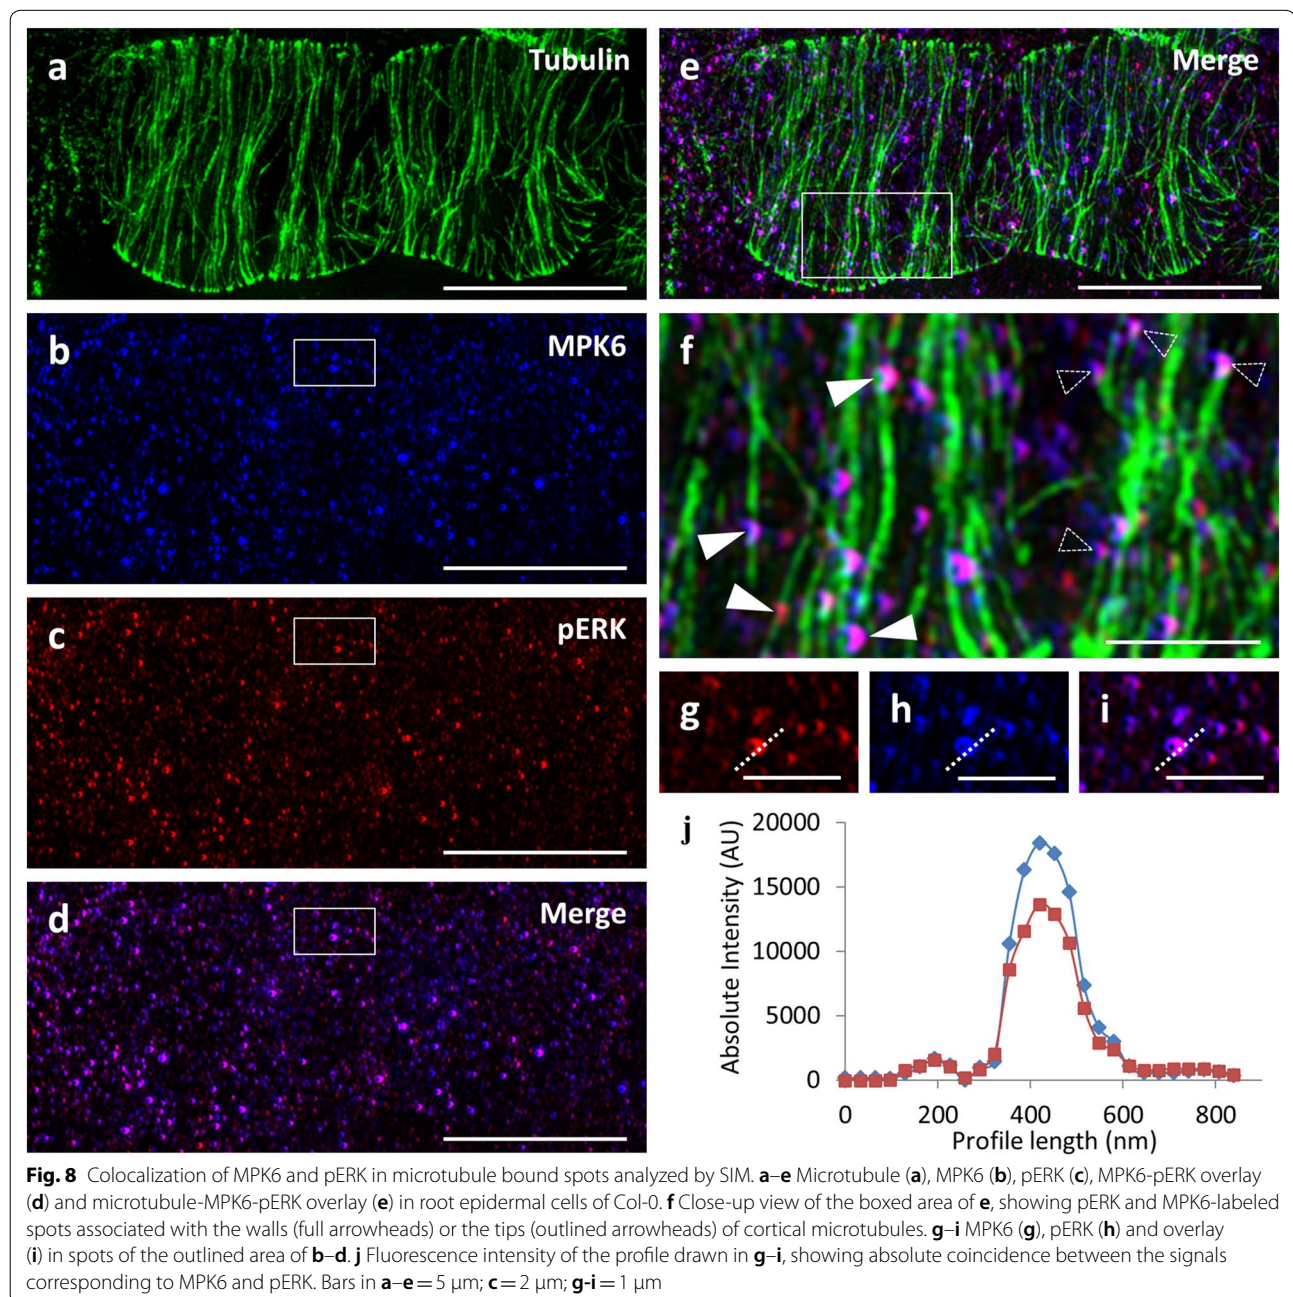 a
Tubulin
e
Merge
b
MPK6
f
c
pERK
g
h
i
d
Merge
j
Absolute Intensity (AU)
20000
15000
10000
5000
0
0
200
400
600
800
Profile length (nm)
Fig. 8 Colocalization of MPK6 and pERK in microtubule bound spots analyzed by SIM. a–e Microtubule (a), MPK6 (b), pERK (c), MPK6-pERK overlay
(d) and microtubule-MPK6-pERK overlay (e) in root epidermal cells of Col-0. f Close-up view of the boxed area of e, showing pERK and MPK6-labeled
spots associated with the walls (full arrowheads) or the tips (outlined arrowheads) of cortical microtubules. g–i MPK6 (g), pERK (h) and overlay
(i) in spots of the outlined area of b–d. j Fluorescence intensity of the profile drawn in g–i, showing absolute coincidence between the signals
corresponding to MPK6 and pERK. Bars in a–e = 5 μm; c = 2 μm; g-i = 1 μm